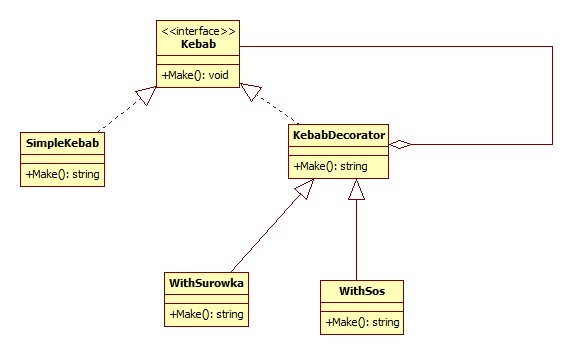 <<interface>>
Kebab
+Make(): void
SimpleKebab
+Make(): string
KebabDecorator
+Make(): string
WithSurowka
+Make(): string
WithSos
+Make(): string